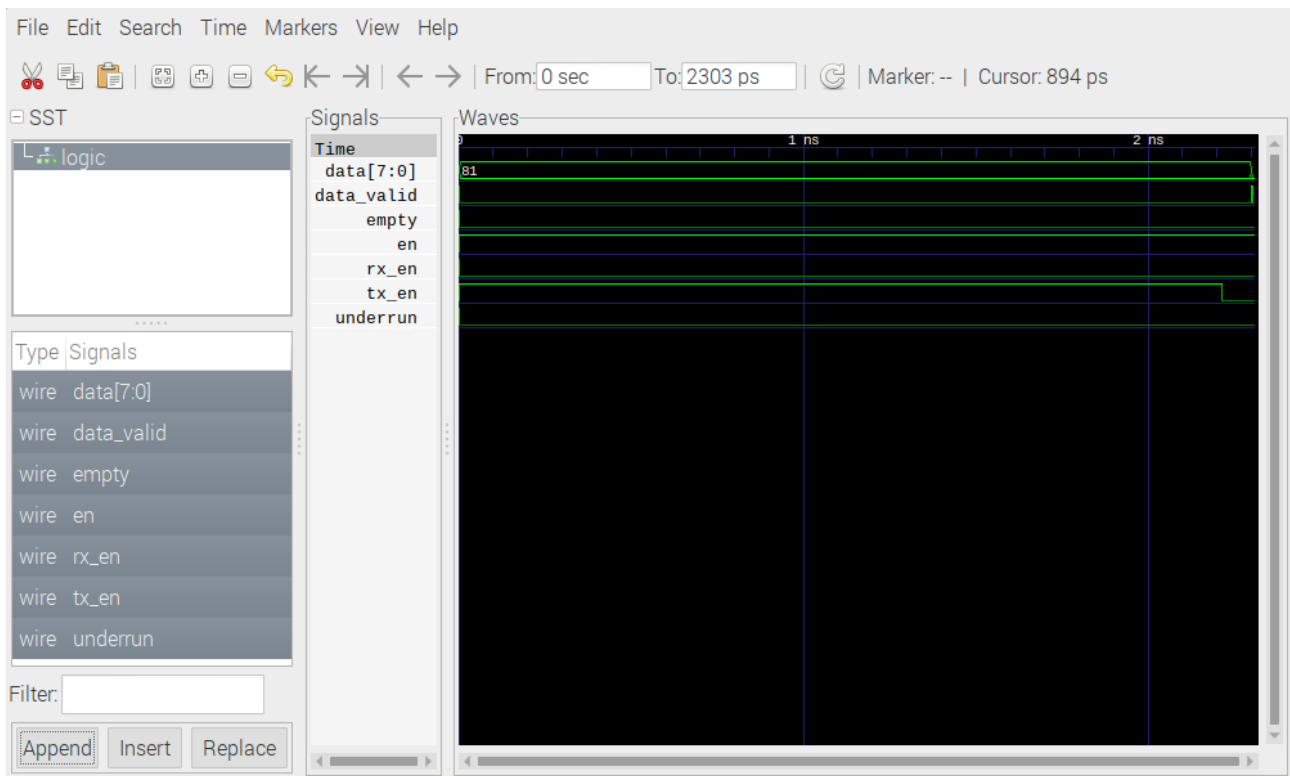 File Edit Search Time Markers View Help
From: 0 sec To: 2303 ps Marker: -- | Cursor: 894 ps
SST
logic
Type Signals
wire data[7:0]
wire data_valid
wire empty
wire en
wire rx_en
wire tx_en
wire underrun
Filter:
Append Insert Replace
Signals
Time
data[7:0]
data_valid
empty
en
rx_en
tx_en
underrun
Waves
0 1 ns 2 ns
81